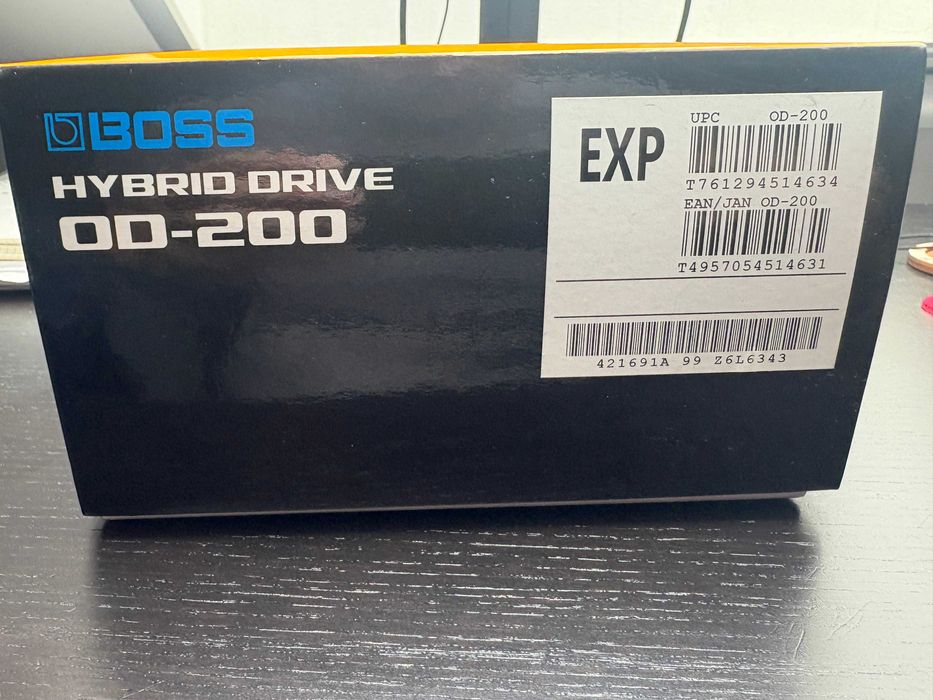 BOSS
HYBRID DRIVE
OD-200
EXP
UPC OD-200
T761294514634
EAN/JAN OD-200
T4957054514631
421691A 99 Z6L6343